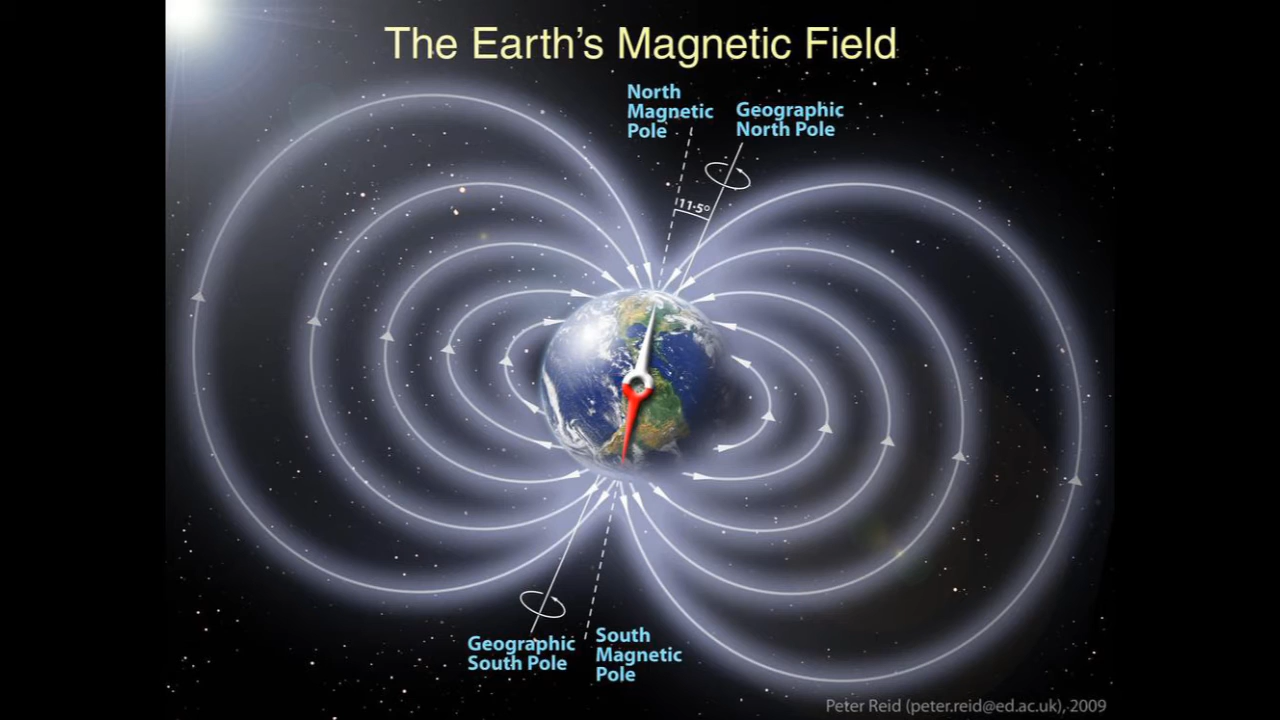 The Earth's Magnetic Field
North
Magnetic
Pole
Geographic
North Pole
11·5°
Geographic
South Pole
South
Magnetic
Pole
Peter Reid (peter.reid@ed.ac.uk), 2009